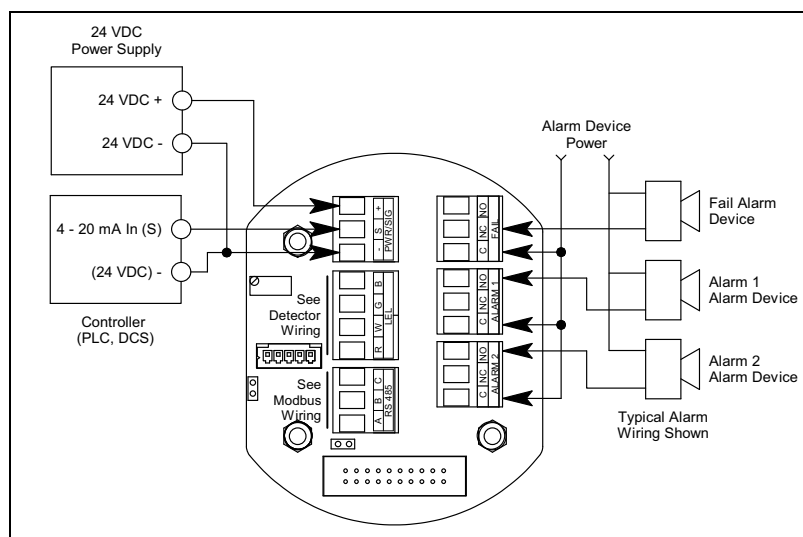 24 VDC
Power Supply
24 VDC +
24 VDC -
4 - 20 mA In (S)
(24 VDC) -
Controller
(PLC, DCS)
+
S
-
PWR/SIG
See
Detector
Wiring
B
G
W
R
LEL
See
Modbus
Wiring
C
B
A
RS 485
NO
NC
C
FAIL
NO
NC
C
ALARM 1
NO
NC
C
ALARM 2
Alarm Device
Power
Fail Alarm
Device
Alarm 1
Alarm Device
Alarm 2
Alarm Device
Typical Alarm
Wiring Shown